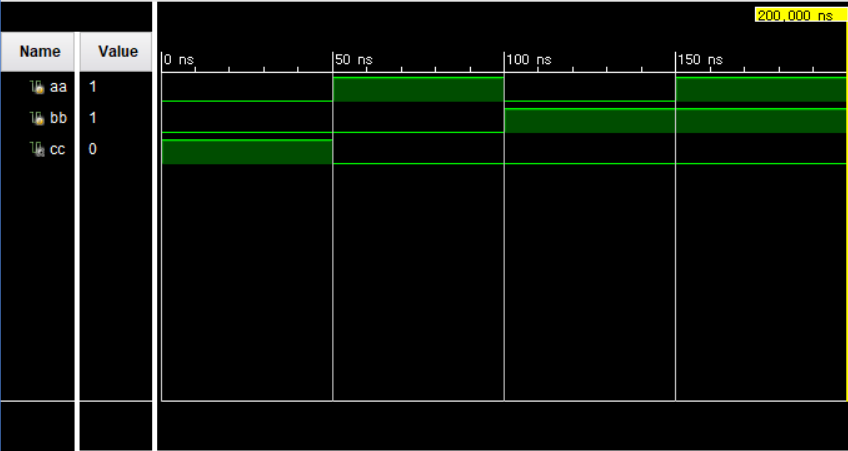 200,000 ns
Name Value
0 ns 50 ns 100 ns 150 ns
aa 1
bb 1
cc 0